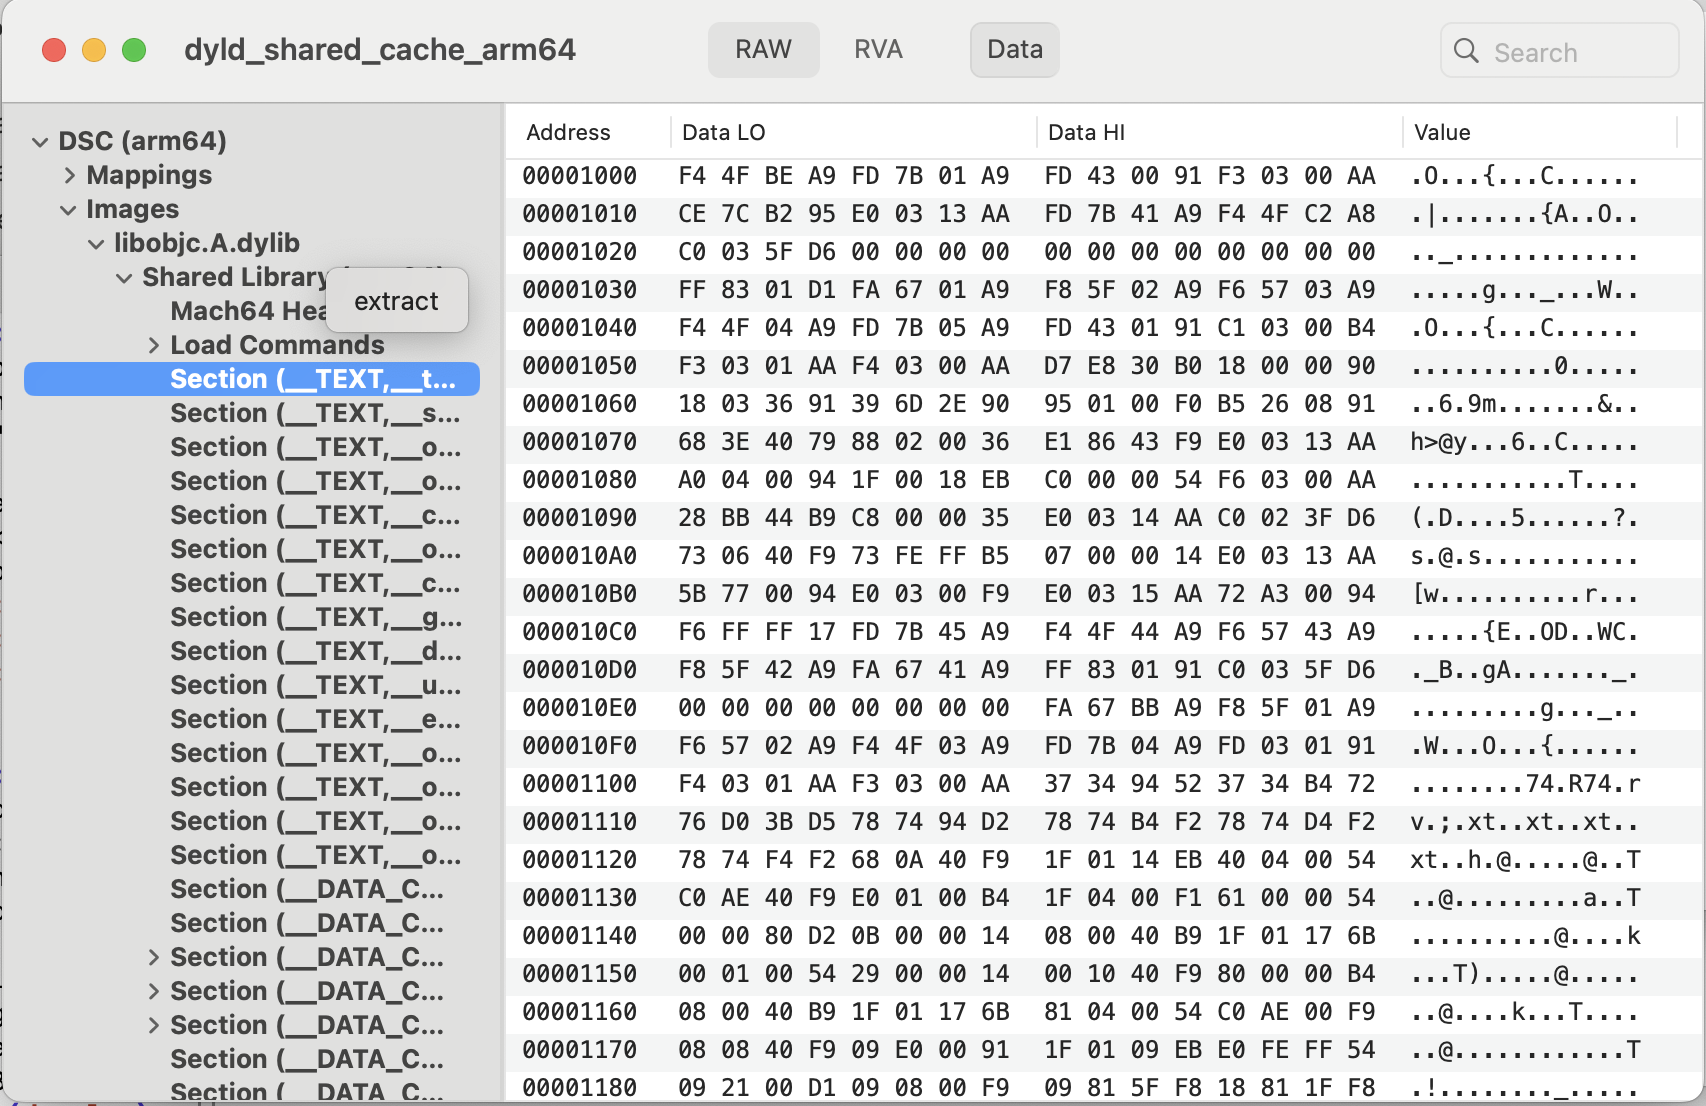 dyld_shared_cache_arm64
RAW
RVA
Data
Search
DSC (arm64)
Mappings
Images
libobjc.A.dylib
Shared Library
extract
Mach64 Hea
Load Commands
Section (__TEXT,__t...
Section (__TEXT,__s...
Section (__TEXT,__o...
Section (__TEXT,__o...
Section (__TEXT,__c...
Section (__TEXT,__o...
Section (__TEXT,__c...
Section (__TEXT,__g...
Section (__TEXT,__d...
Section (__TEXT,__u...
Section (__TEXT,__e...
Section (__TEXT,__o...
Section (__TEXT,__o...
Section (__TEXT,__o...
Section (__TEXT,__o...
Section (__DATA_C...
Section (__DATA_C...
Section (__DATA_C...
Section (__DATA_C...
Section (__DATA_C...
Section (__DATA_C...
Section (__DATA_C...
Address Data LO Data HI Value
00001000 F4 4F BE A9 FD 7B 01 A9 FD 43 00 91 F3 03 00 AA .O...{...C......
00001010 CE 7C B2 95 E0 03 13 AA FD 7B 41 A9 F4 4F C2 A8 .|.......{A..O..
00001020 C0 03 5F D6 00 00 00 00 00 00 00 00 00 00 00 00 .._.............
00001030 FF 83 01 D1 FA 67 01 A9 F8 5F 02 A9 F6 57 03 A9 .....g..._...W..
00001040 F4 4F 04 A9 FD 7B 05 A9 FD 43 01 91 C1 03 00 B4 .O...{...C......
00001050 F3 03 01 AA F4 03 00 AA D7 E8 30 B0 18 00 00 90 ..........0.....
00001060 18 03 36 91 39 6D 2E 90 95 01 00 F0 B5 26 08 91 ..6.9m.......&..
00001070 68 3E 40 79 88 02 00 36 E1 86 43 F9 E0 03 13 AA h>@y...6..C.....
00001080 A0 04 00 94 1F 00 18 EB C0 00 00 54 F6 03 00 AA ...........T....
00001090 28 BB 44 B9 C8 00 00 35 E0 03 14 AA C0 02 3F D6 (.D....5......?.
000010A0 73 06 40 F9 73 FE FF B5 07 00 00 14 E0 03 13 AA s.@.s...........
000010B0 5B 77 00 94 E0 03 00 F9 E0 03 15 AA 72 A3 00 94 [w..........r...
000010C0 F6 FF FF 17 FD 7B 45 A9 F4 4F 44 A9 F6 57 43 A9 .....{E..OD..WC.
000010D0 F8 5F 42 A9 FA 67 41 A9 FF 83 01 91 C0 03 5F D6 ._B..gA......._.
000010E0 00 00 00 00 00 00 00 00 FA 67 BB A9 F8 5F 01 A9 .........g..._..
000010F0 F6 57 02 A9 F4 4F 03 A9 FD 7B 04 A9 FD 03 01 91 .W...O...{......
00001100 F4 03 01 AA F3 03 00 AA 37 34 94 52 37 34 B4 72 ........74.R74.r
00001110 76 D0 3B D5 78 74 94 D2 78 74 B4 F2 78 74 D4 F2 v.;.xt..xt..xt..
00001120 78 74 F4 F2 68 0A 40 F9 1F 01 14 EB 40 04 00 54 xt..h.@.....@..T
00001130 C0 AE 40 F9 E0 01 00 B4 1F 04 00 F1 61 00 00 54 ..@.........a..T
00001140 00 00 80 D2 0B 00 00 14 08 00 40 B9 1F 01 17 6B ..........@....k
00001150 00 01 00 54 29 00 00 14 00 10 40 F9 80 00 00 B4 ...T).....@.....
00001160 08 00 40 B9 1F 01 17 6B 81 04 00 54 C0 AE 00 F9 ..@....k...T....
00001170 08 08 40 F9 09 E0 00 91 1F 01 09 EB E0 FE FF 54 ..@............T
00001180 09 21 00 D1 09 08 00 F9 09 81 5F F8 18 81 1F F8 .!........_.....